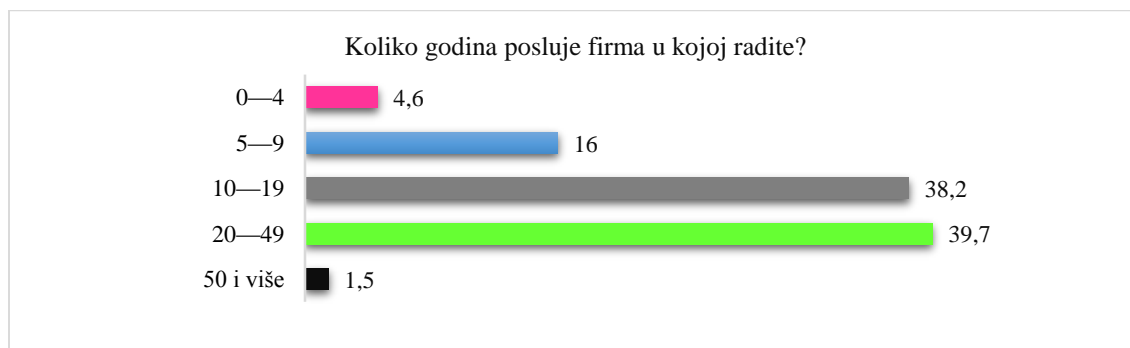 Koliko godina posluje firma u kojoj radite?
0—4 4,6
5—9 16
10—19 38,2
20—49 39,7
50 i više 1,5